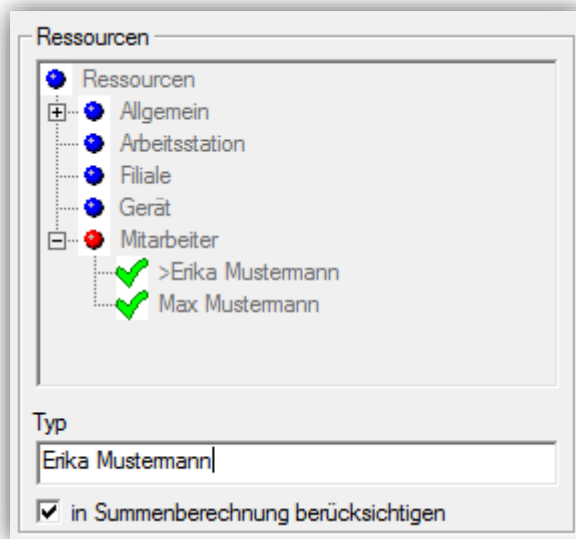 Ressourcen
Ressourcen
Allgemein
Arbeitsstation
Filiale
Gerät
Mitarbeiter
>Erika Mustermann
Max Mustermann
Typ
Erika Mustermann
in Summenberechnung berücksichtigen